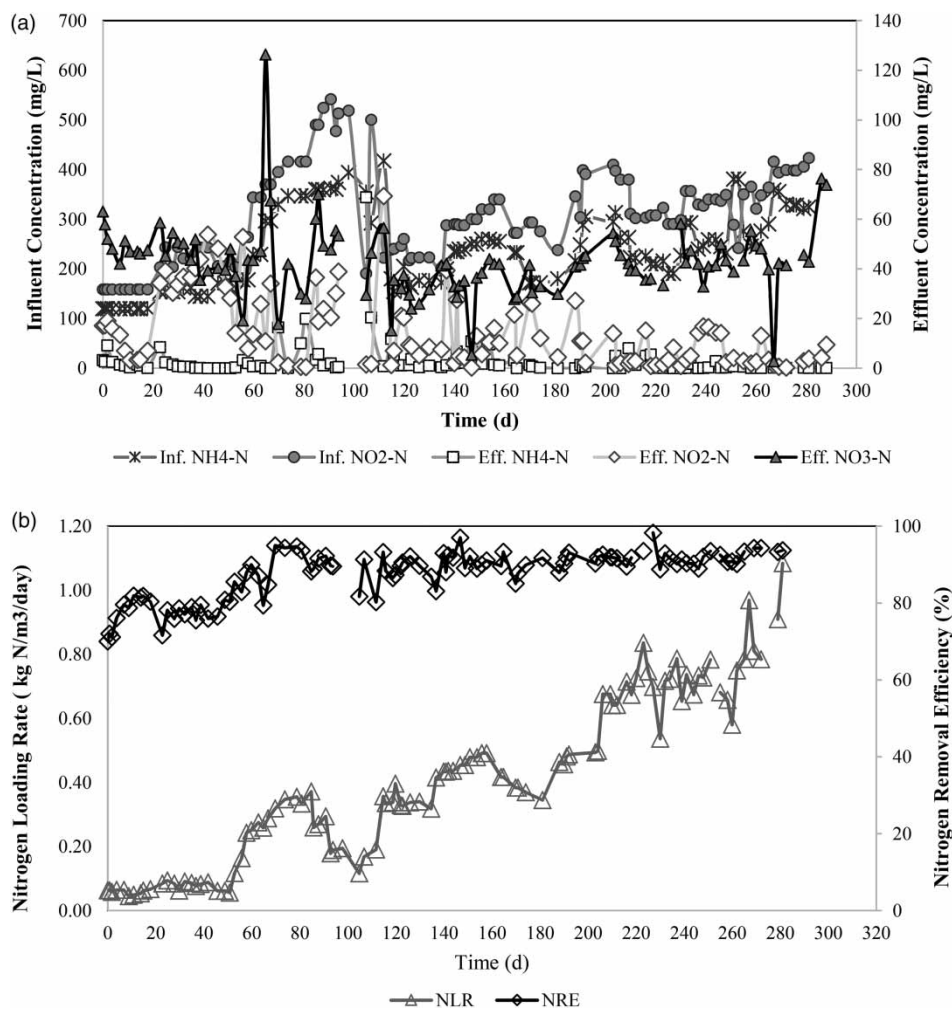 (a)
700
600
500
400
300
200
100
0
Influent Concentration (mg/L)
140
120
100
80
60
40
20
0
Effluent Concentration (mg/L)
0 20 40 60 80 100 120 140 160 180 200 220 240 260 280 300
Time (d)
Inf. NH4-N Inf. NO2-N Eff. NH4-N Eff. NO2-N Eff. NO3-N
(b)
1.20
1.00
0.80
0.60
0.40
0.20
0.00
Nitrogen Loading Rate ( kg N/m3/day)
100
80
60
40
20
0
Nitrogen Removal Efficiency (%)
0 20 40 60 80 100 120 140 160 180 200 220 240 260 280 300 320
Time (d)
NLR NRE